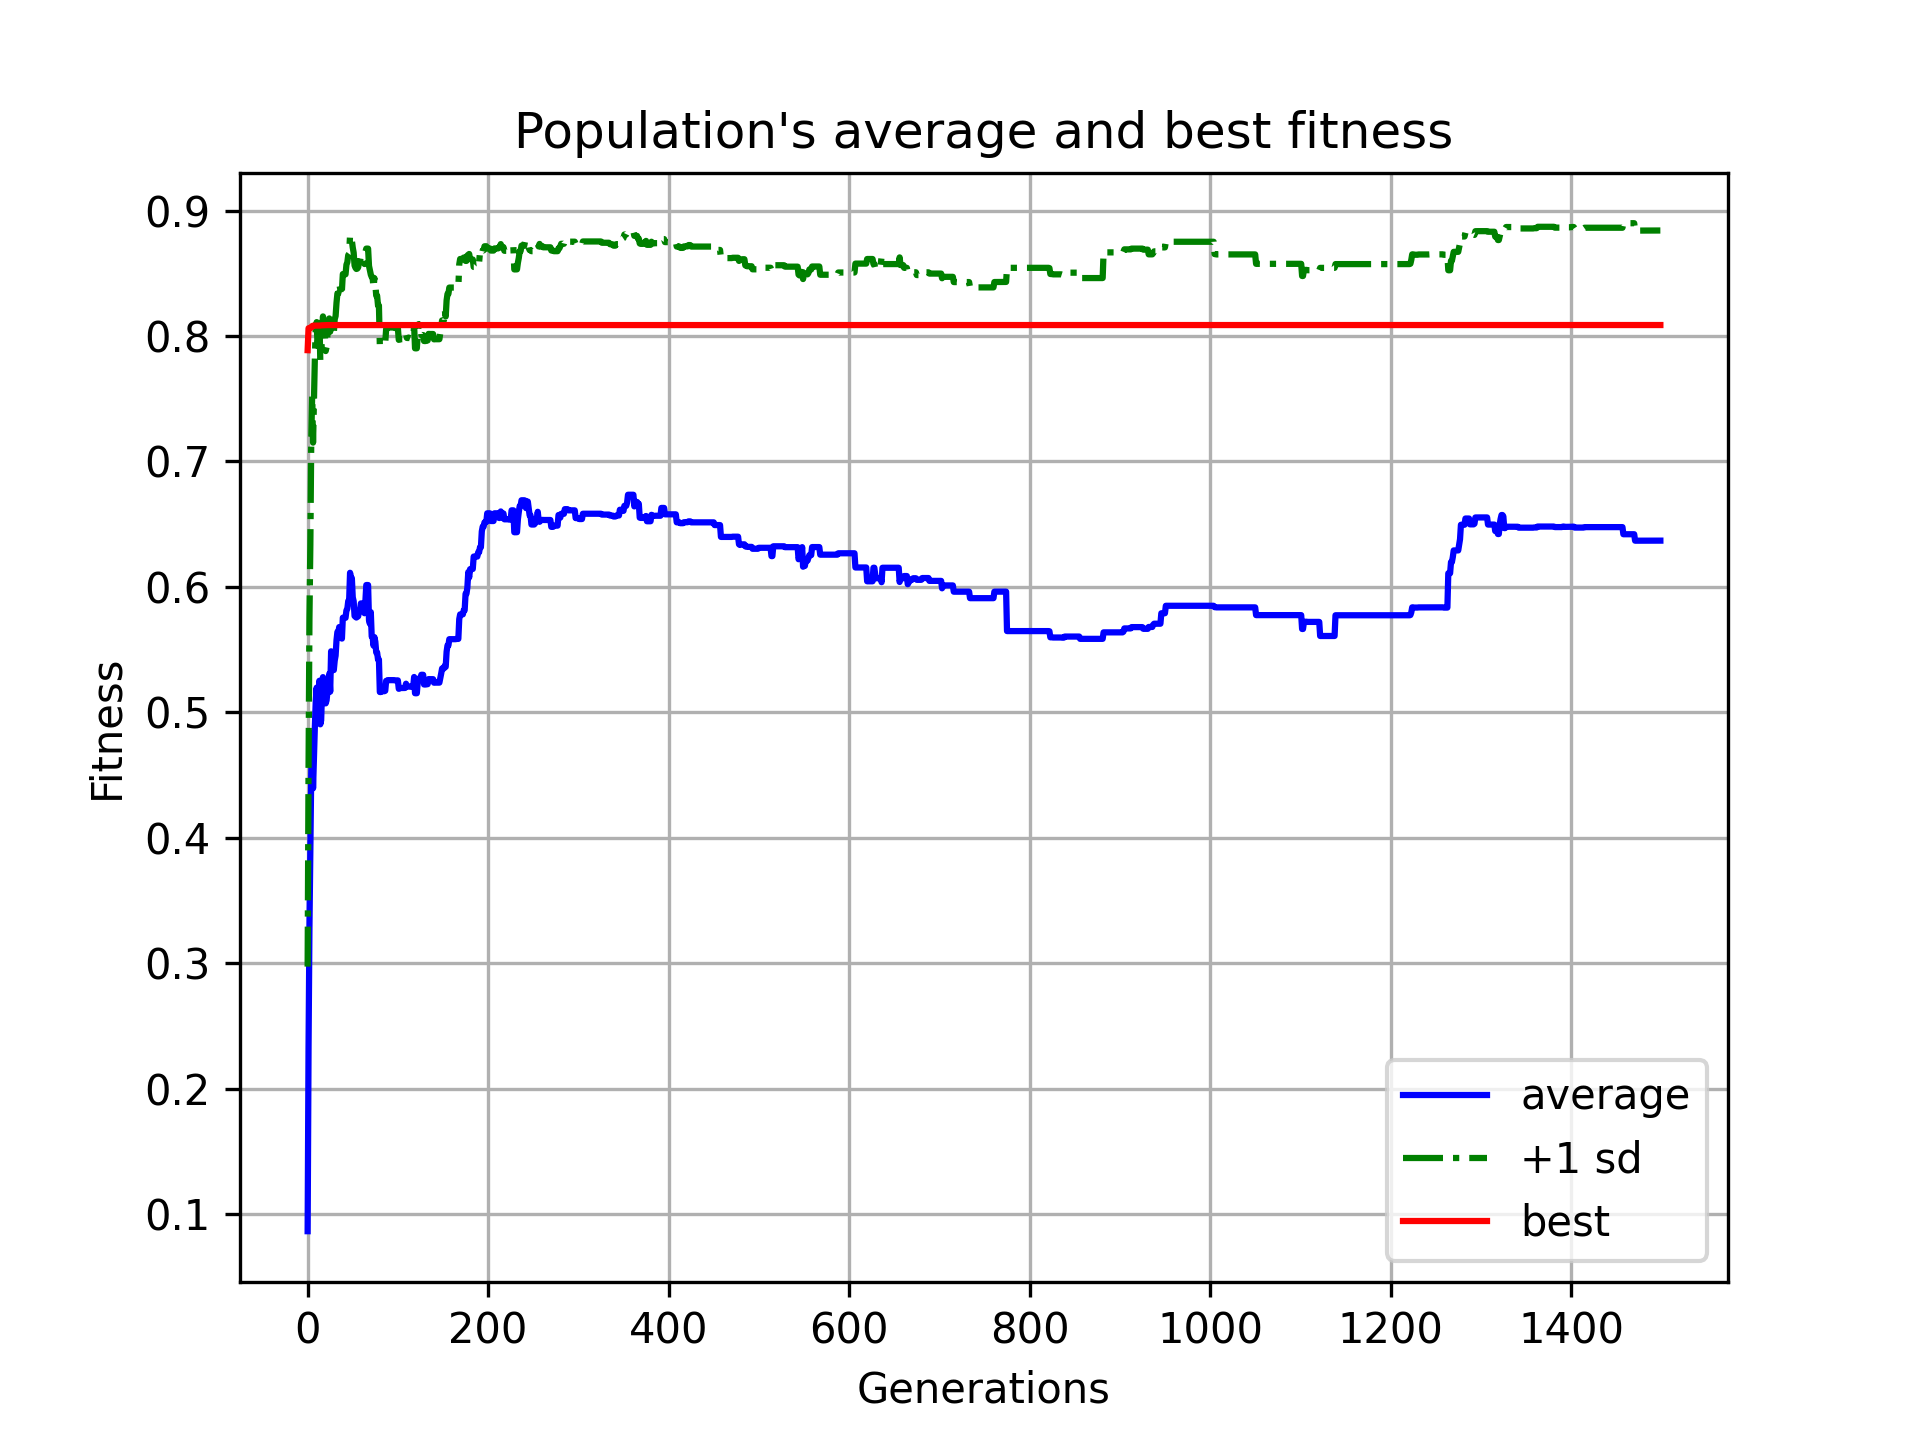 Population's average and best fitness
0.9
0.8
0.7
0.6
0.5
0.4
0.3
0.2
0.1
Fitness
average
+1 sd
best
0 200 400 600 800 1000 1200 1400
Generations